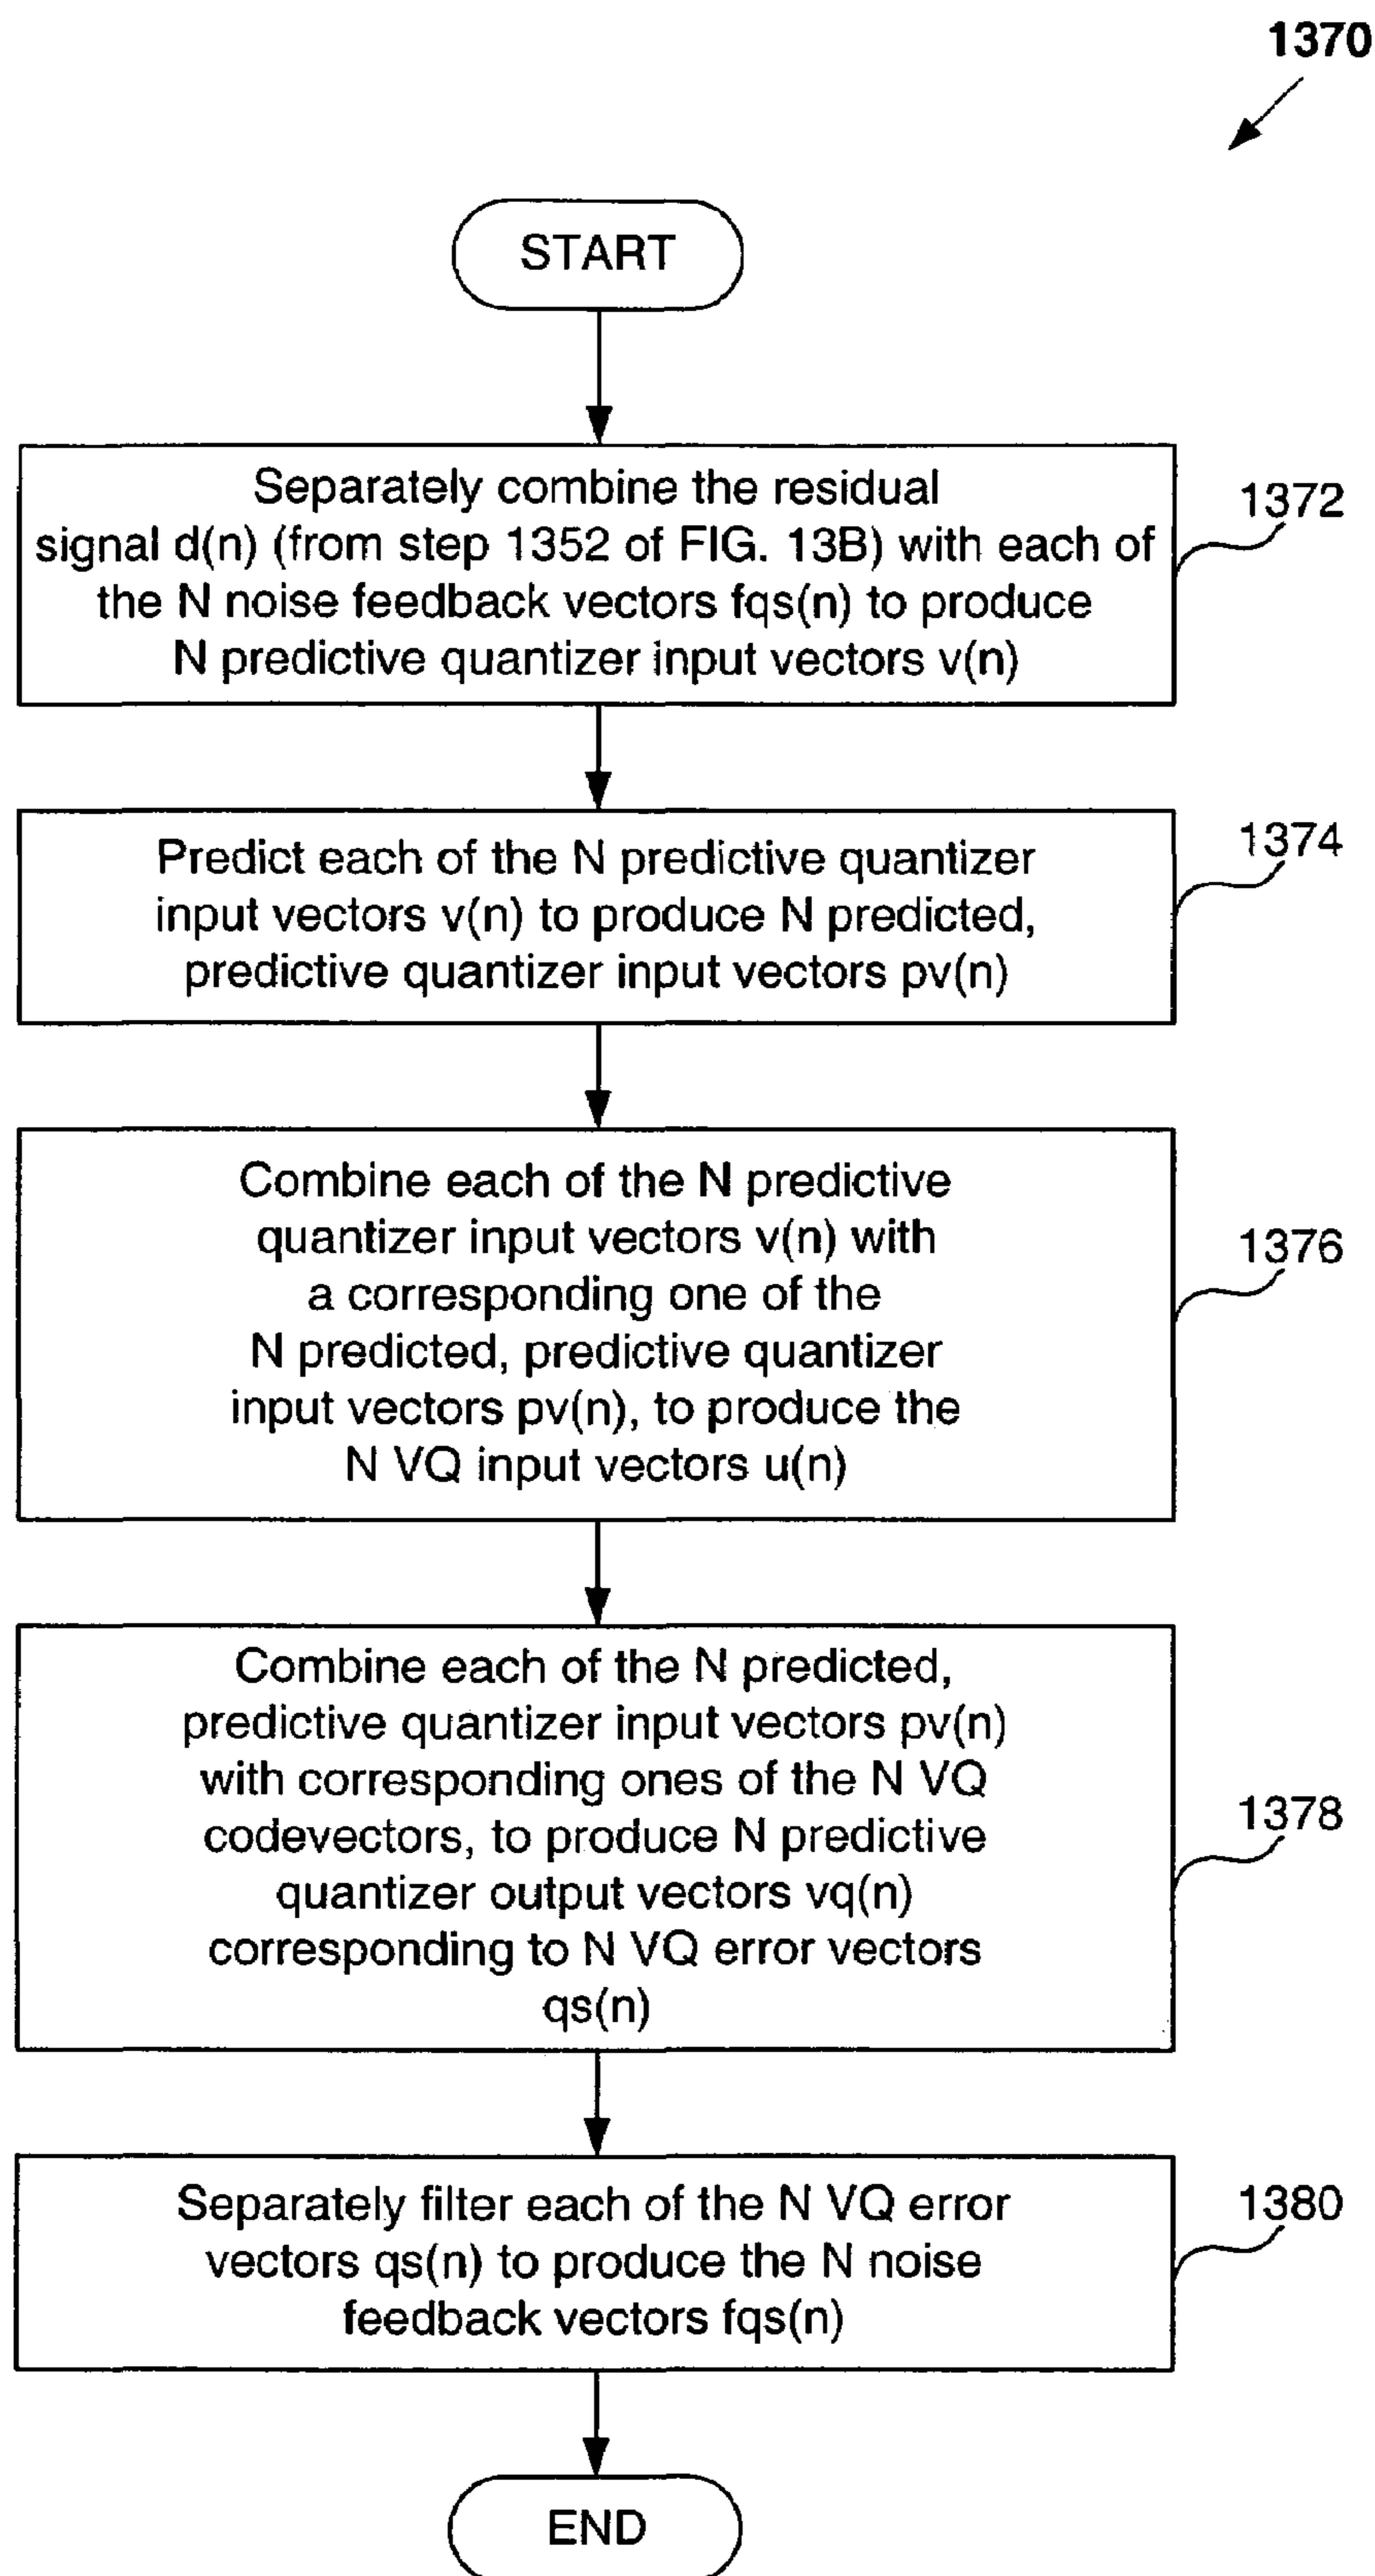 1370
START
Separately combine the residual
signal d(n) (from step 1352 of FIG. 13B) with each of
the N noise feedback vectors fqs(n) to produce
N predictive quantizer input vectors v(n)
1372
Predict each of the N predictive quantizer
input vectors v(n) to produce N predicted,
predictive quantizer input vectors pv(n)
1374
Combine each of the N predictive
quantizer input vectors v(n) with
a corresponding one of the
N predicted, predictive quantizer
input vectors pv(n), to produce the
N VQ input vectors u(n)
1376
Combine each of the N predicted,
predictive quantizer input vectors pv(n)
with corresponding ones of the N VQ
codevectors, to produce N predictive
quantizer output vectors vq(n)
corresponding to N VQ error vectors
qs(n)
1378
Separately filter each of the N VQ error
vectors qs(n) to produce the N noise
feedback vectors fqs(n)
1380
END